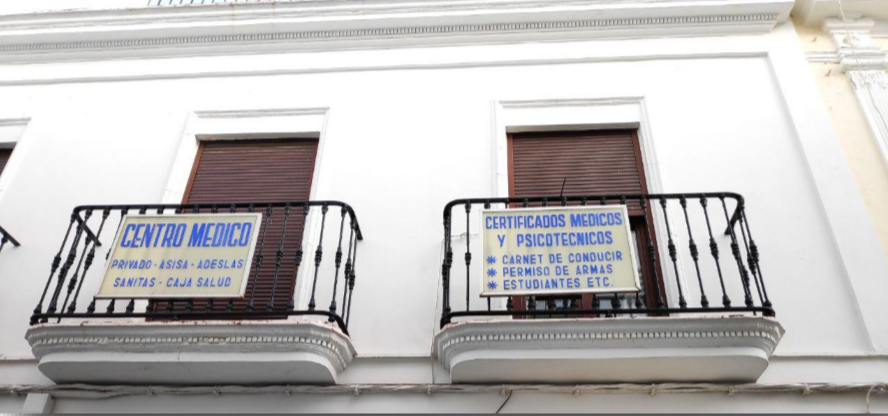 CENTRO MEDICO
PRIVADO - ASISA - ADESLAS
SANITAS - CAJA SALUD
CERTIFICADOS MEDICOS
Y PSICOTECNICOS
* CARNET DE CONDUCIR
* PERMISO DE ARMAS
* ESTUDIANTES ETC.